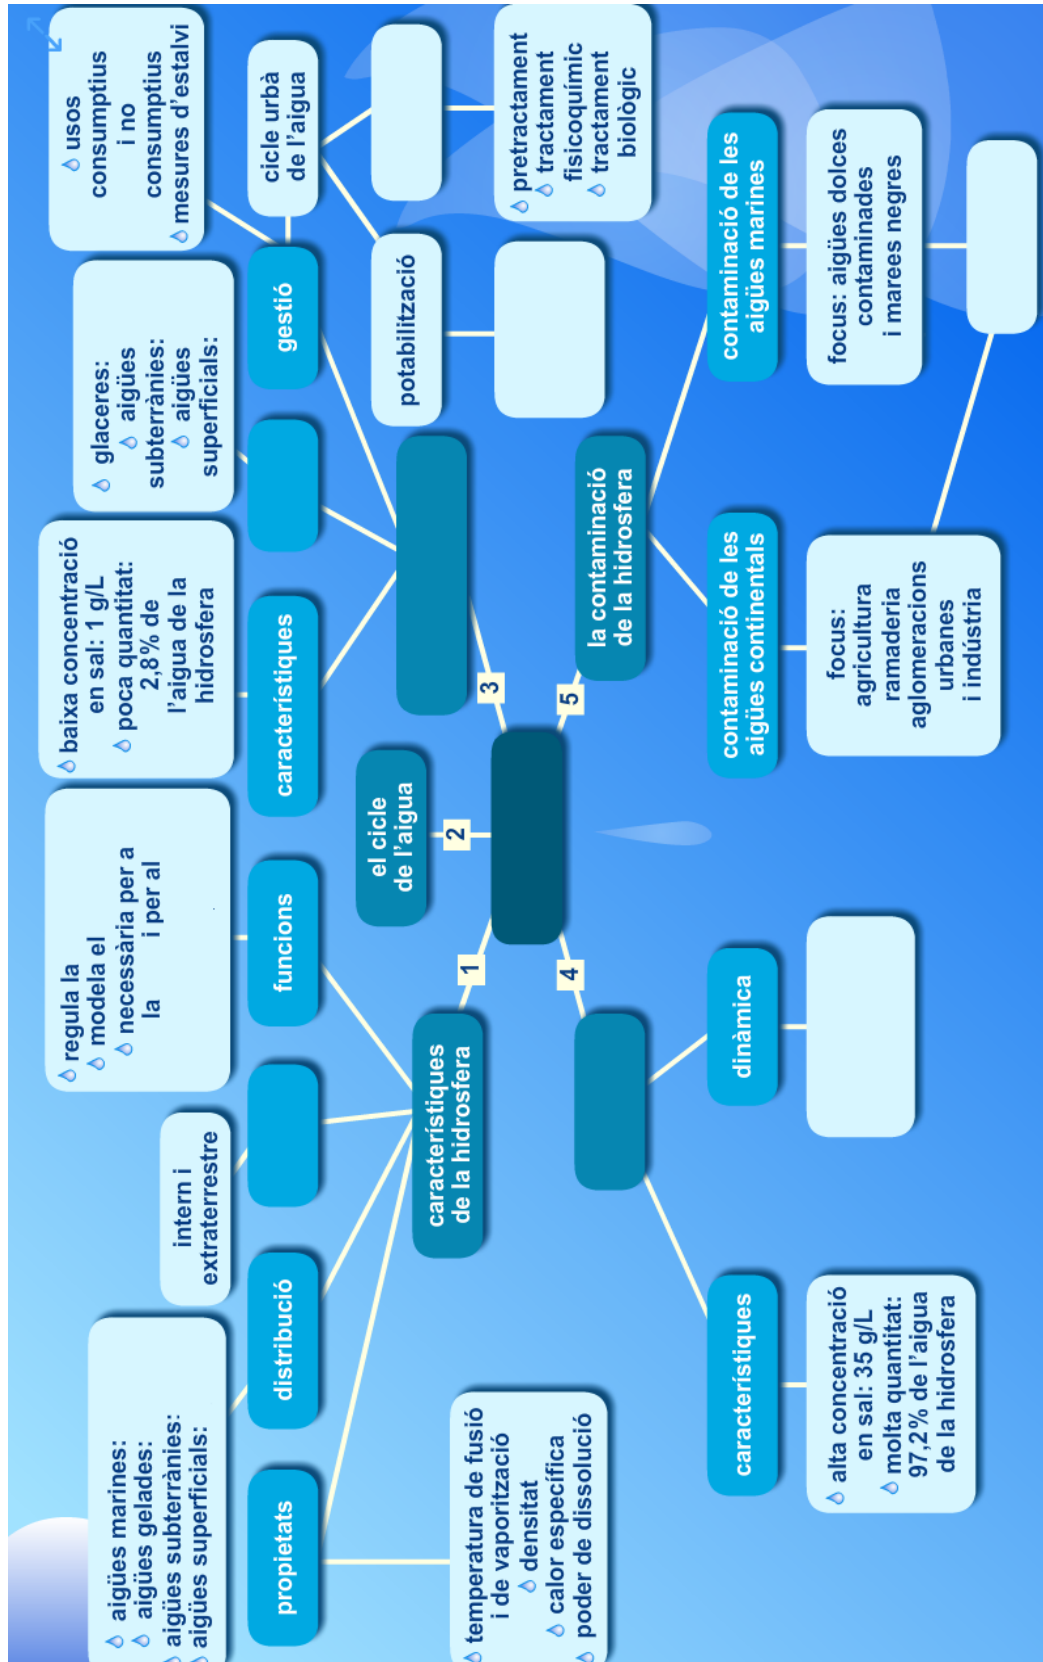 aigües marines:
aigües gelades:
aigües subterrànies:
aigües superficials:
intern i
extraterrestre
regula la
modela el
necessària per a
la i per al
baixa concentració
en sal: 1 g/L
poca quantitat:
2,8% de
l'aigua de la
hidrosfera
glaceres:
aigües
subterrànies:
aigües
superficials:
usos
consumptius
i no
consumptius
mesures d'estalvi
propietats
distribució
funcions
característiques
gestió
cicle urbà
de l'aigua
temperatura de fusió
i de vaporització
densitat
calor específica
poder de dissolució
característiques
de la hidrosfera
el cicle
de l'aigua
potabilització
pretractament
tractament
fisicoquímic
tractament
biològic
1
2
3
4
5
la contaminació
de la hidrosfera
característiques
dinàmica
contaminació de les
aigües continentals
contaminació de les
aigües marines
alta concentració
en sal: 35 g/L
molta quantitat:
97,2% de l'aigua
de la hidrosfera
focus:
agricultura
ramaderia
aglomeracions
urbanes
i indústria
focus: aigües dolces
contaminades
i marees negres